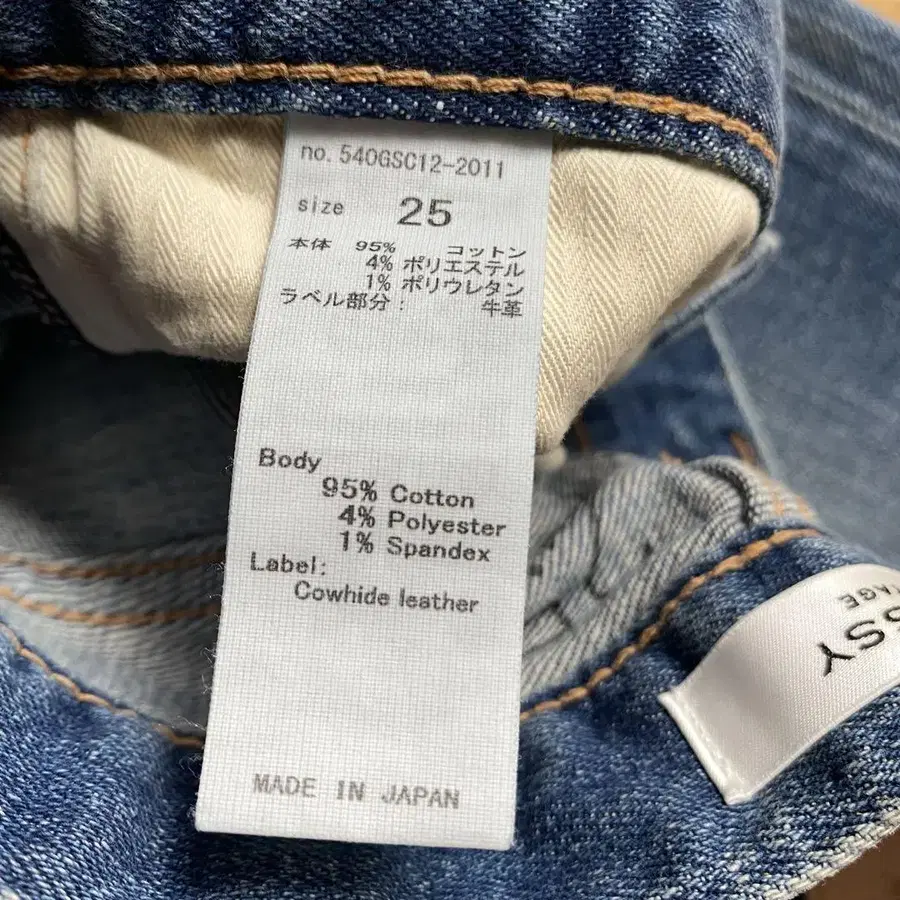 no. 540GSC12-2011
size 25
本体 95% コットン
4% ポリエステル
1% ポリウレタン
ラベル部分: 牛革
Body
95% Cotton
4% Polyester
1% Spandex
Label:
Cowhide leather
MADE IN JAPAN